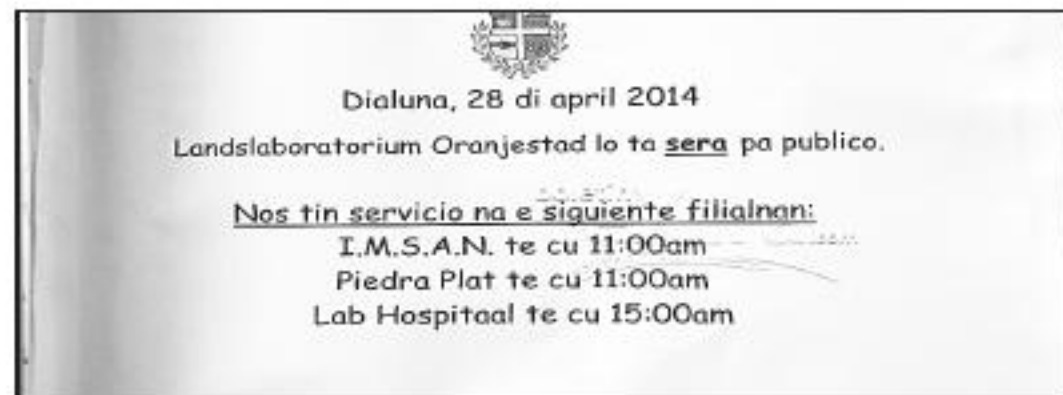 Dialuna, 28 di april 2014
Landslaboratorium Oranjestad lo ta sera pa publico.
Nos tin servicio na e siguiente filialnan:
I.M.S.A.N. te cu 11:00am
Piedra Plat te cu 11:00am
Lab Hospitaal te cu 15:00am